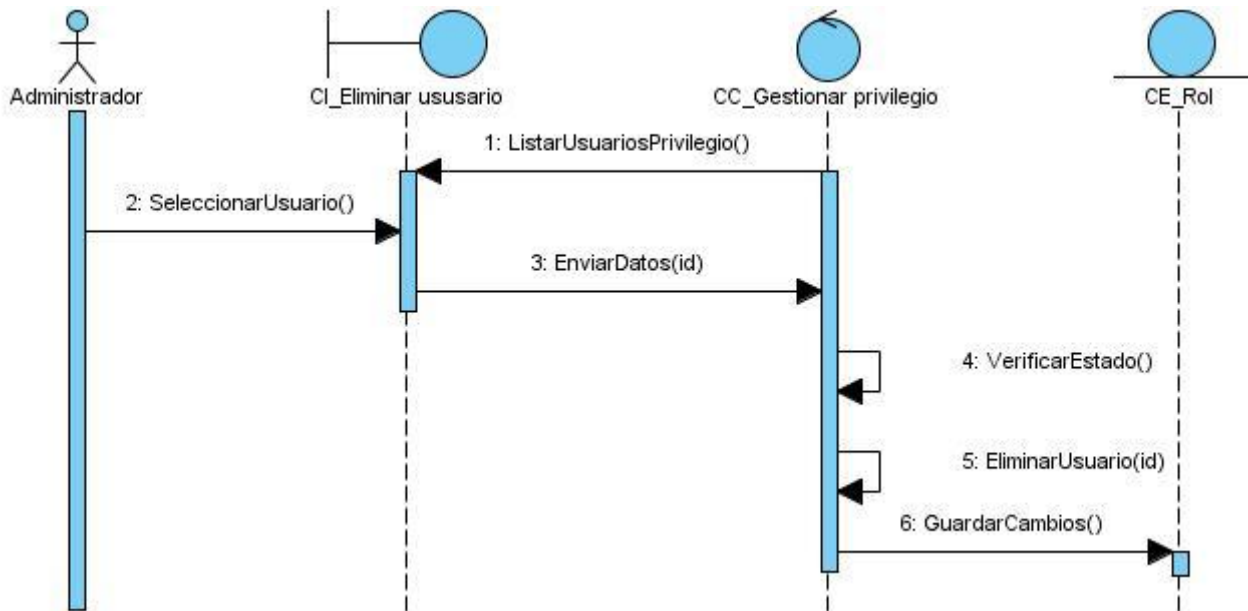 Administrador
CI_Eliminar ususario
CC_Gestionar privilegio
CE_Rol
1: ListarUsuariosPrivilegio()
2: SeleccionarUsuario()
3: EnviarDatos(id)
4: VerificarEstado()
5: EliminarUsuario(id)
6: GuardarCambios()